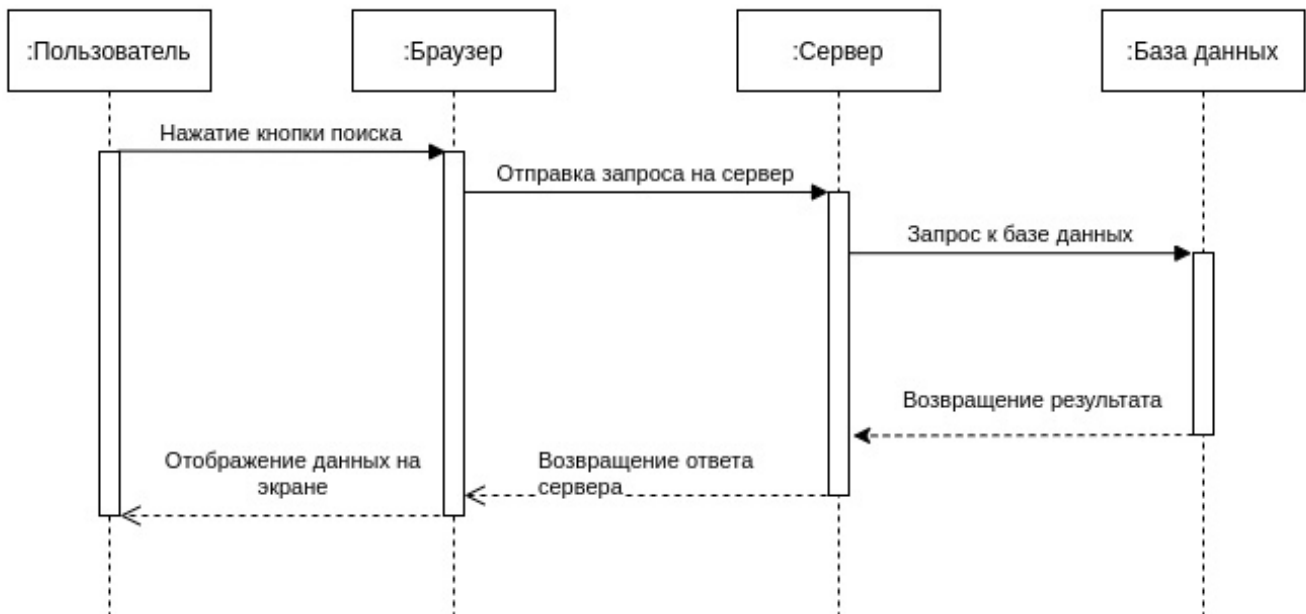 :Пользователь
:Браузер
:Сервер
:База данных
Нажатие кнопки поиска
Отправка запроса на сервер
Запрос к базе данных
Возвращение результата
Возвращение ответа
сервера
Отображение данных на
экране